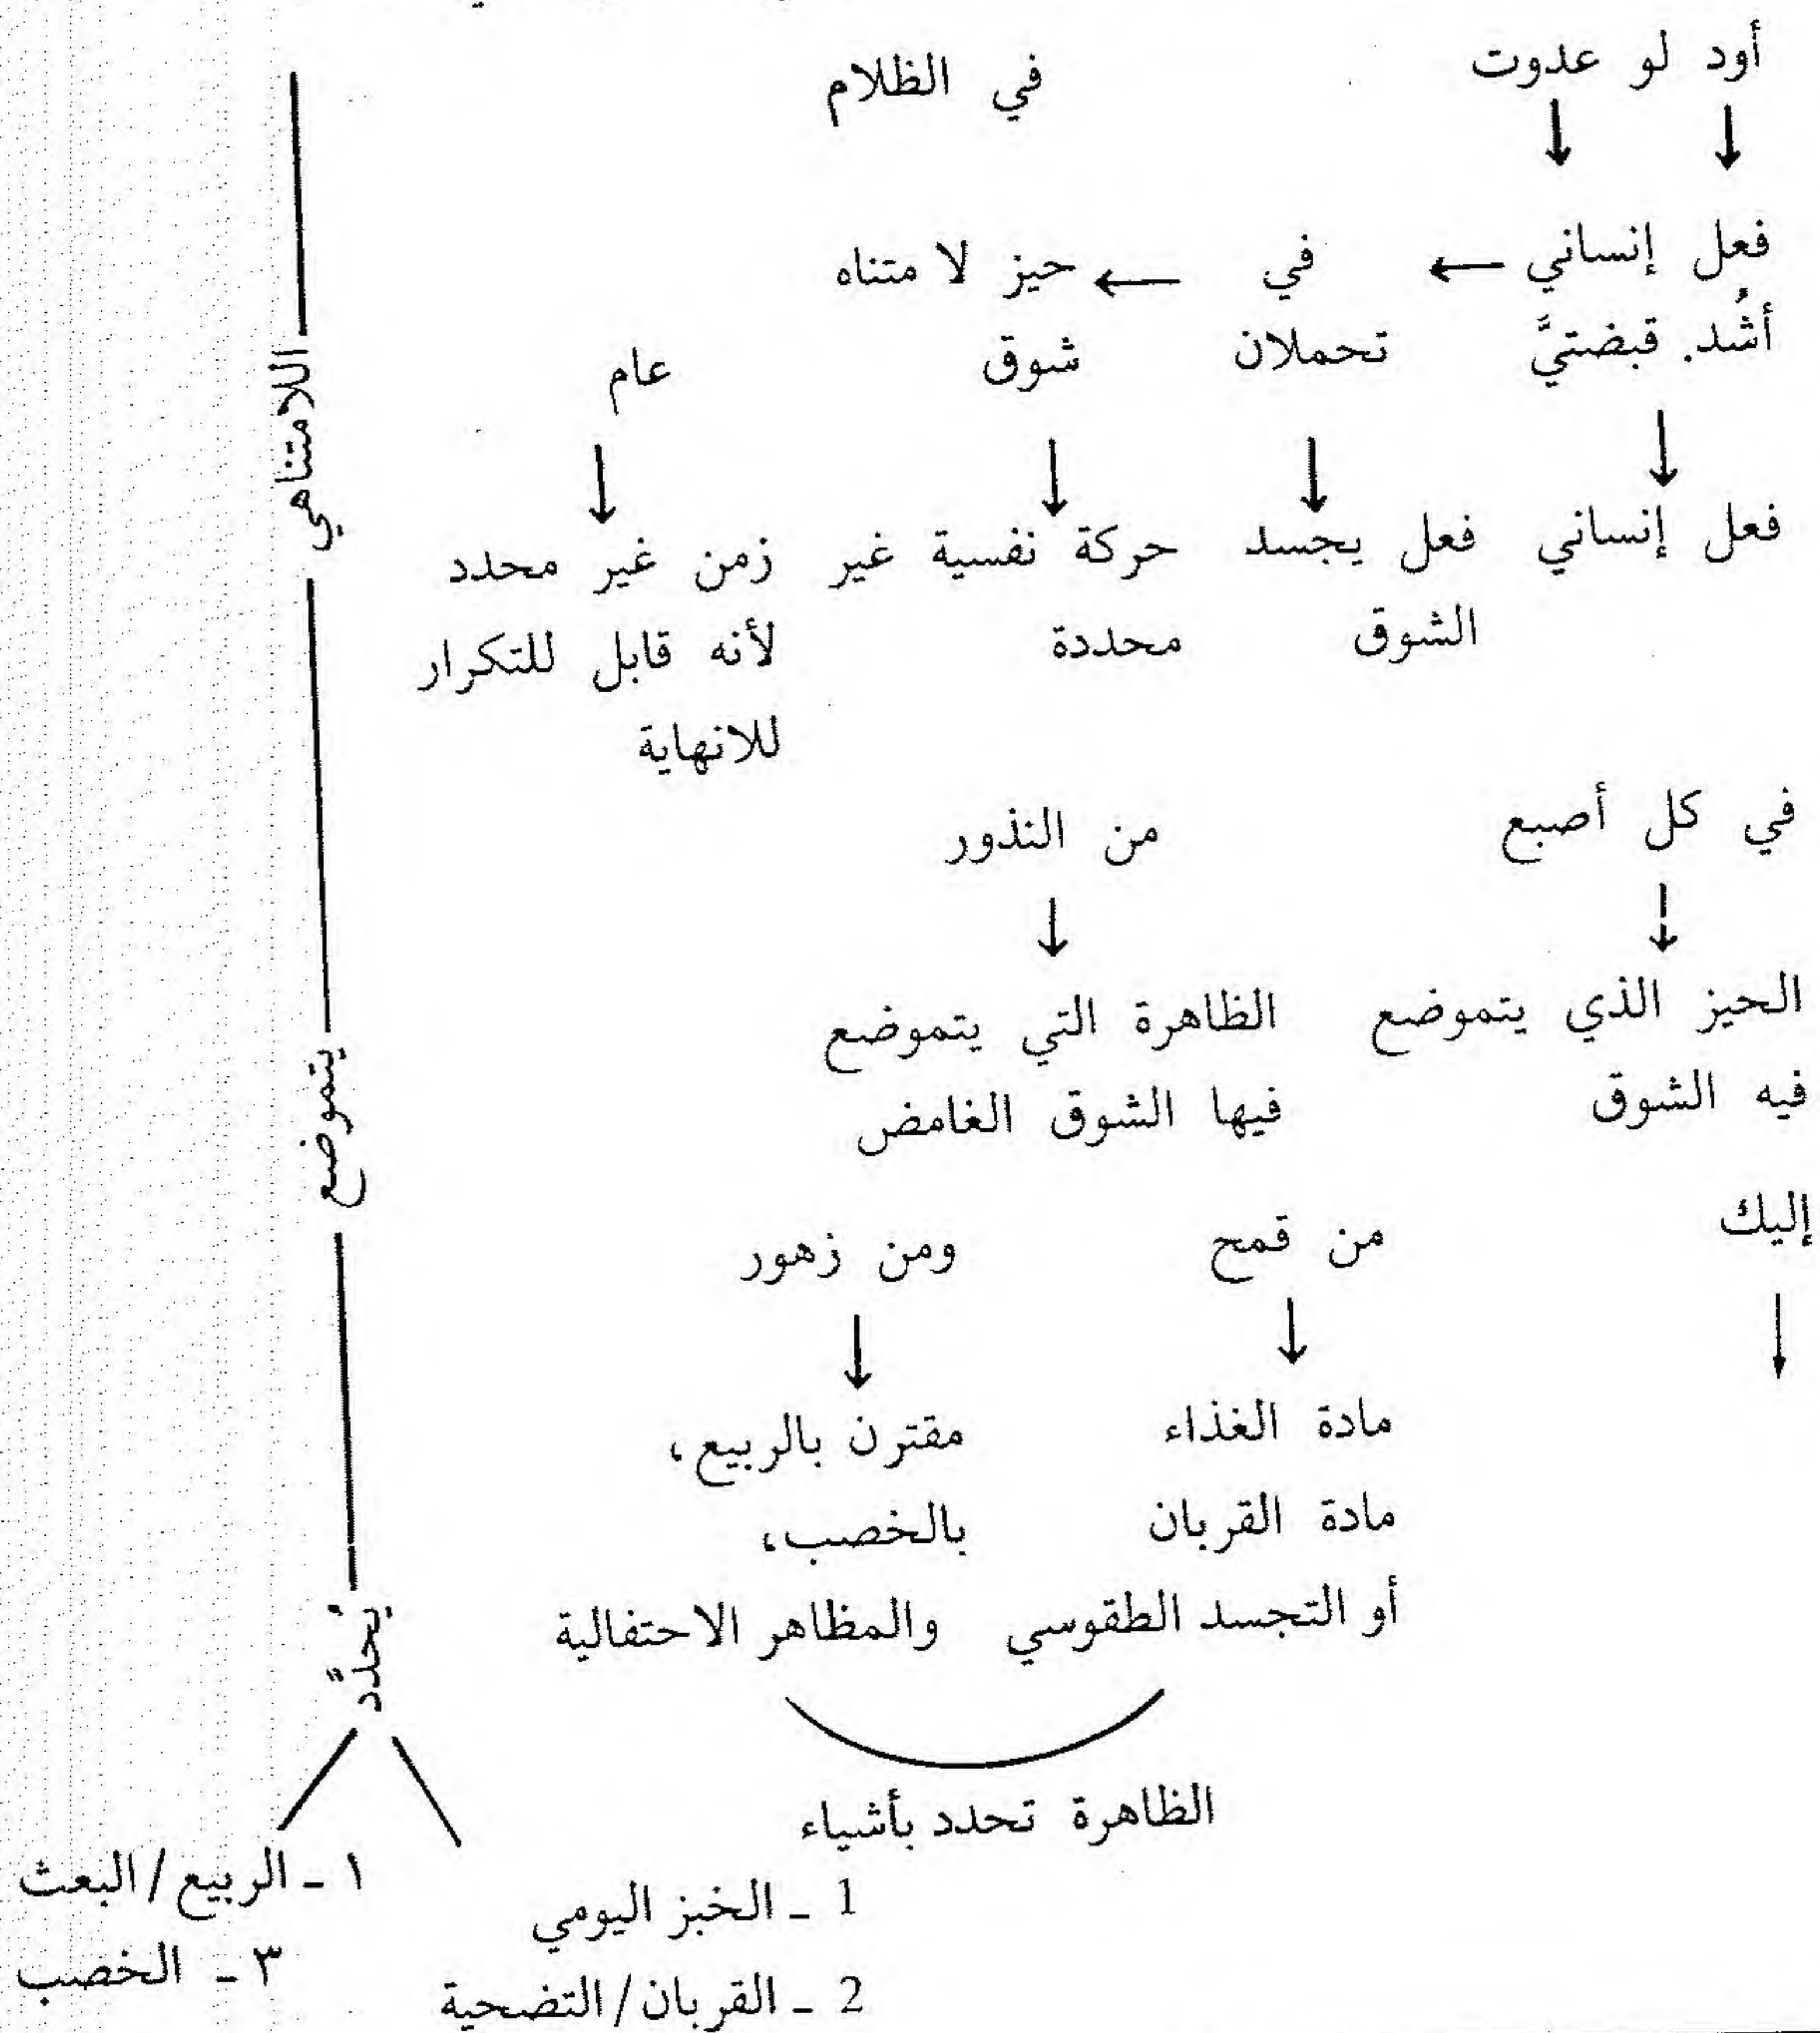 أود لو عدوت في الظلام
فعل إنساني ← في ← حيز لا متناه
أشُد. قبضتيَّ تحملان شوق عام
فعل إنساني فعل يجسد حركة نفسية غير زمن غير محدد
الشوق محددة لأنه قابل للتكرار
للانهاية
في كل أصبع من النذور
الحيز الذي يتموضع الظاهرة التي يتموضع
فيه الشوق فيها الشوق الغامض
إليك من قمح ومن زهور
مادة الغذاء مقترن بالربيع،
مادة القربان بالخصب،
أو التجسد الطقوسي والمظاهر الاحتفالية
الظاهرة تحدد بأشياء
1 ـ الخبز اليومي
2 ـ القربان/التضحية
اللامتناهي
يتموضع
يُحدَّد
١ ـ الربيع/البعث
٣ ـ الخصب